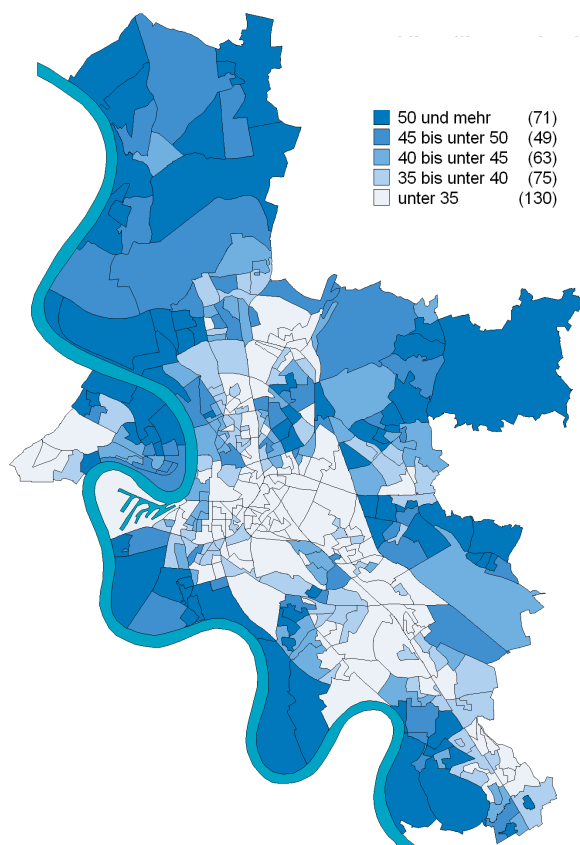 50 und mehr (71)
45 bis unter 50 (49)
40 bis unter 45 (63)
35 bis unter 40 (75)
unter 35 (130)